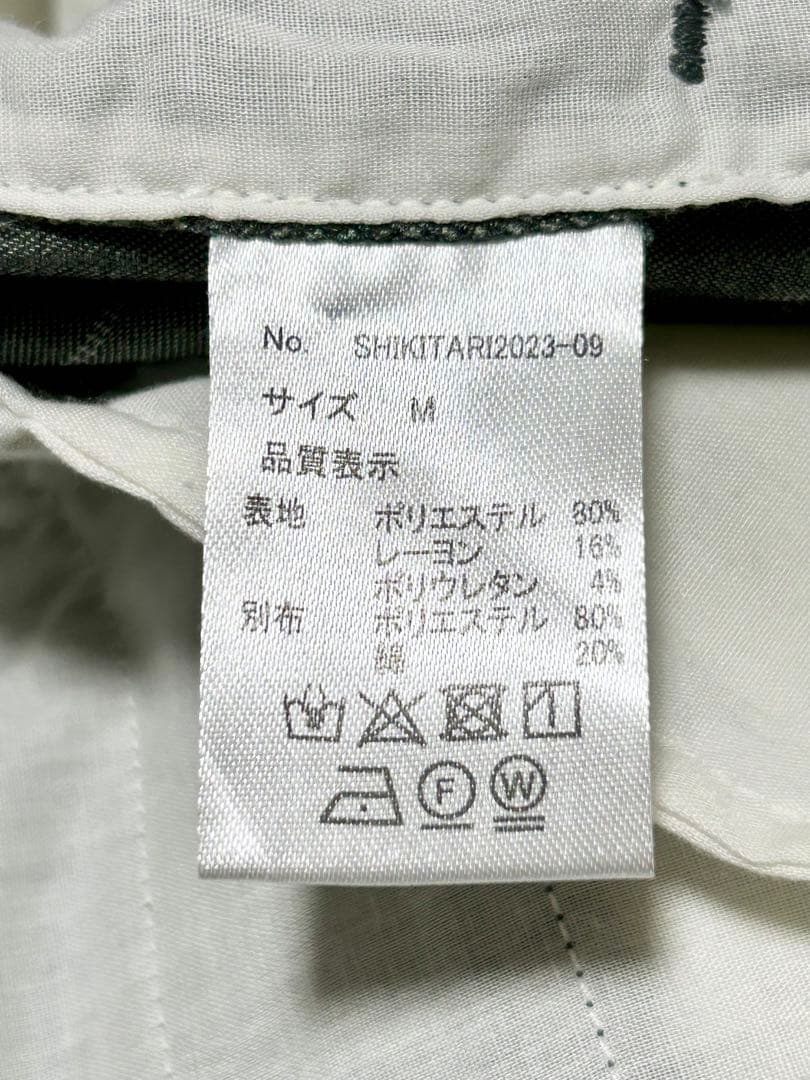 No. SHIKITARI2023-09
サイズ M
品質表示
表地 ポリエステル 80%
レーヨン 16%
ポリウレタン 4%
別布 ポリエステル 80%
綿 20%
F W